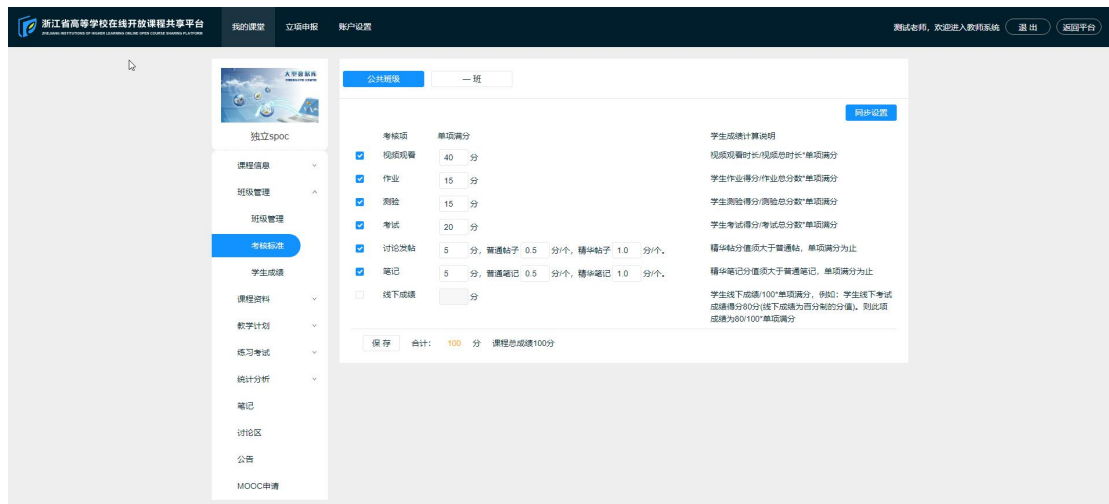 浙江省高等学校在线开放课程共享平台 我的课堂 立项申报 账户设置 测试老师，欢迎进入教师系统 退 出 返回平台
ZHEJIANG INSTITUTIONS OF HIGHER LEARNING ONLINE OPEN COURSE SHARING PLATFORM
公共班级 一班
同步设置
独立spoc
课程信息
班级管理
班级管理
考核标准
学生成绩
课程资料
教学计划
练习考试
统计分析
笔记
讨论区
公告
MOOC申请
考核项 单项满分 学生成绩计算说明
视频观看 40 分 视频观看时长/视频总时长*单项满分
作业 15 分 学生作业得分/作业总分数*单项满分
测验 15 分 学生测验得分/测验总分数*单项满分
考试 20 分 学生考试得分/考试总分数*单项满分
讨论发帖 5 分，普通帖子 0.5 分/个，精华帖子 1.0 分/个。 精华帖分值须大于普通帖，单项满分为止
笔记 5 分，普通笔记 0.5 分/个，精华笔记 1.0 分/个。 精华笔记分值须大于普通笔记，单项满分为止
线下成绩 分 学生线下成绩/100*单项满分，例如：学生线下考试
成绩得分80分(线下成绩为百分制的分值)。则此项
成绩为80/100*单项满分
保 存 合计： 100 分 课程总成绩100分